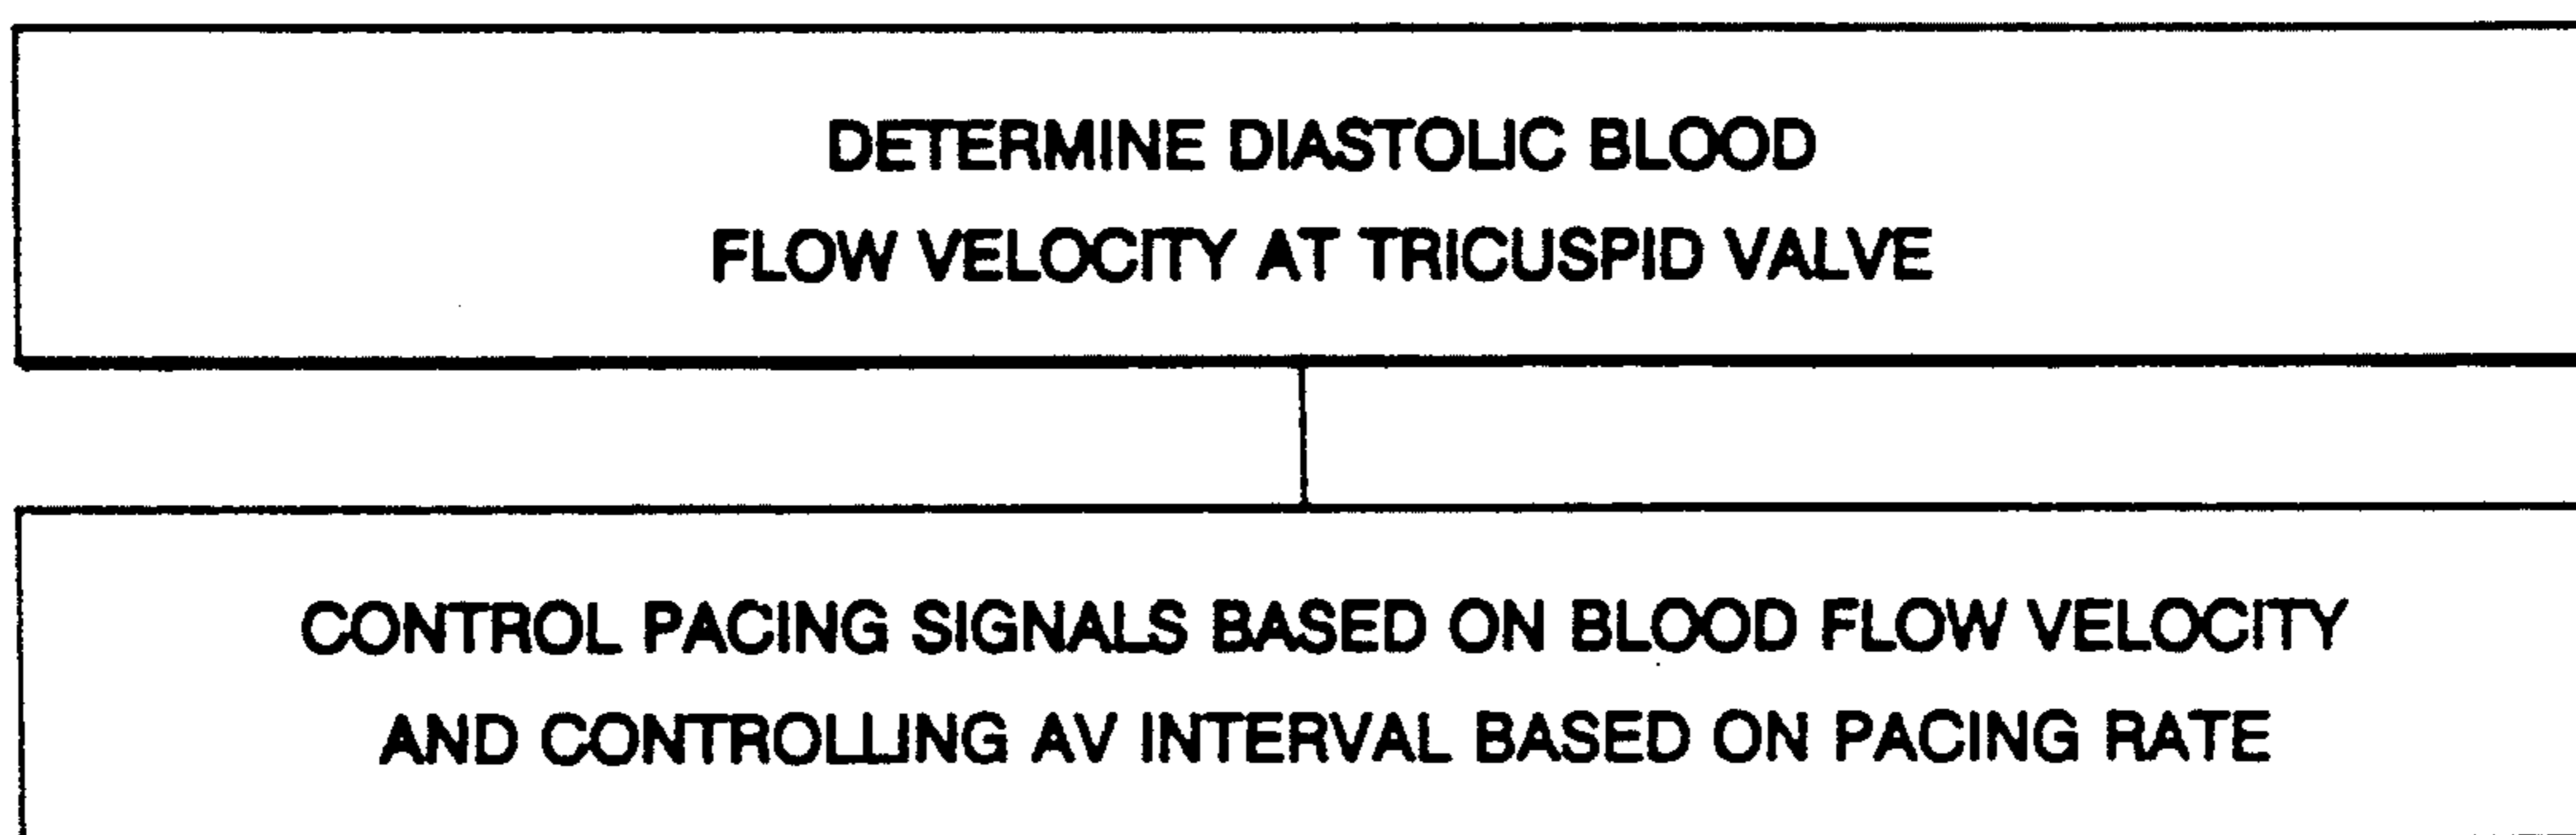 DETERMINE DIASTOLIC BLOOD
FLOW VELOCITY AT TRICUSPID VALVE
CONTROL PACING SIGNALS BASED ON BLOOD FLOW VELOCITY
AND CONTROLLING AV INTERVAL BASED ON PACING RATE